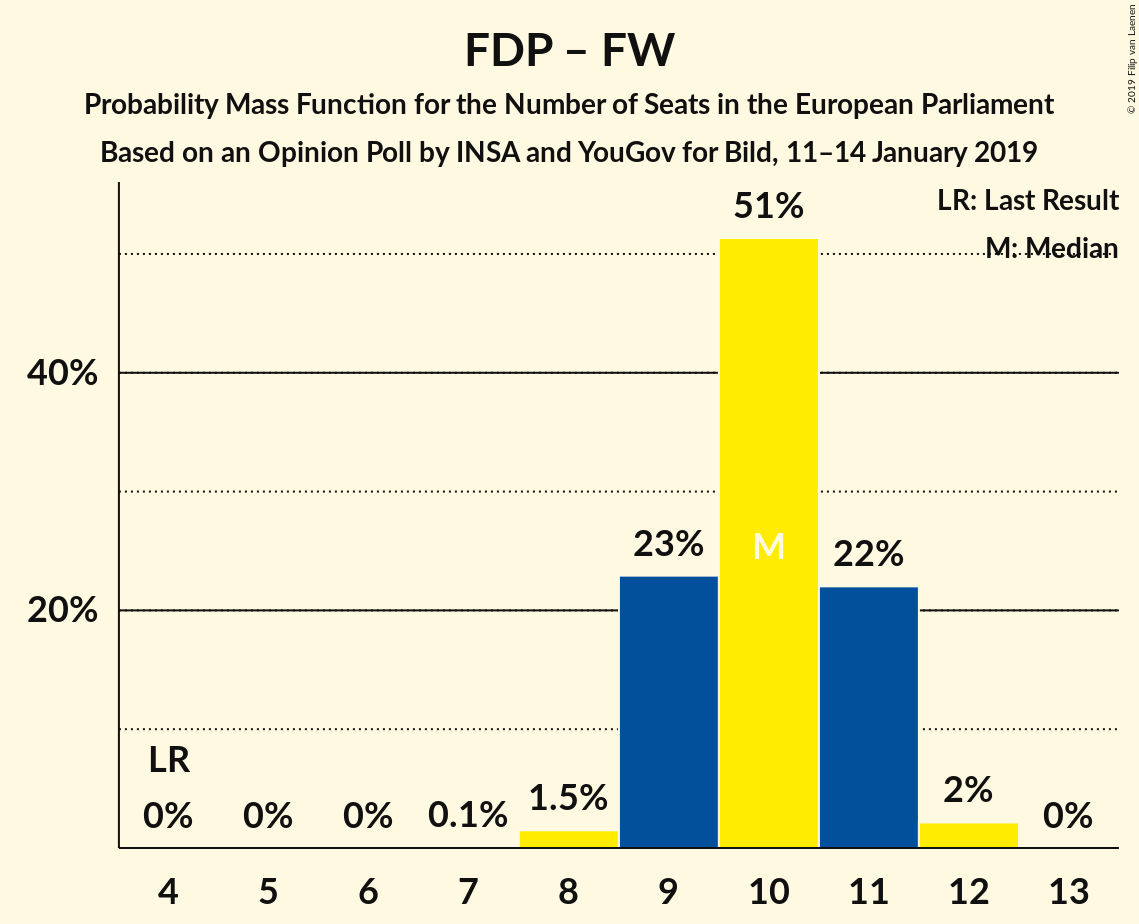 FDP – FW
Probability Mass Function for the Number of Seats in the European Parliament
Based on an Opinion Poll by INSA and YouGov for Bild, 11–14 January 2019
© 2019 Filip van Laenen
LR: Last Result
M: Median
51%
40%
23%
M
22%
20%
LR
0%
0%
0%
0.1%
1.5%
2%
0%
4 5 6 7 8 9 10 11 12 13